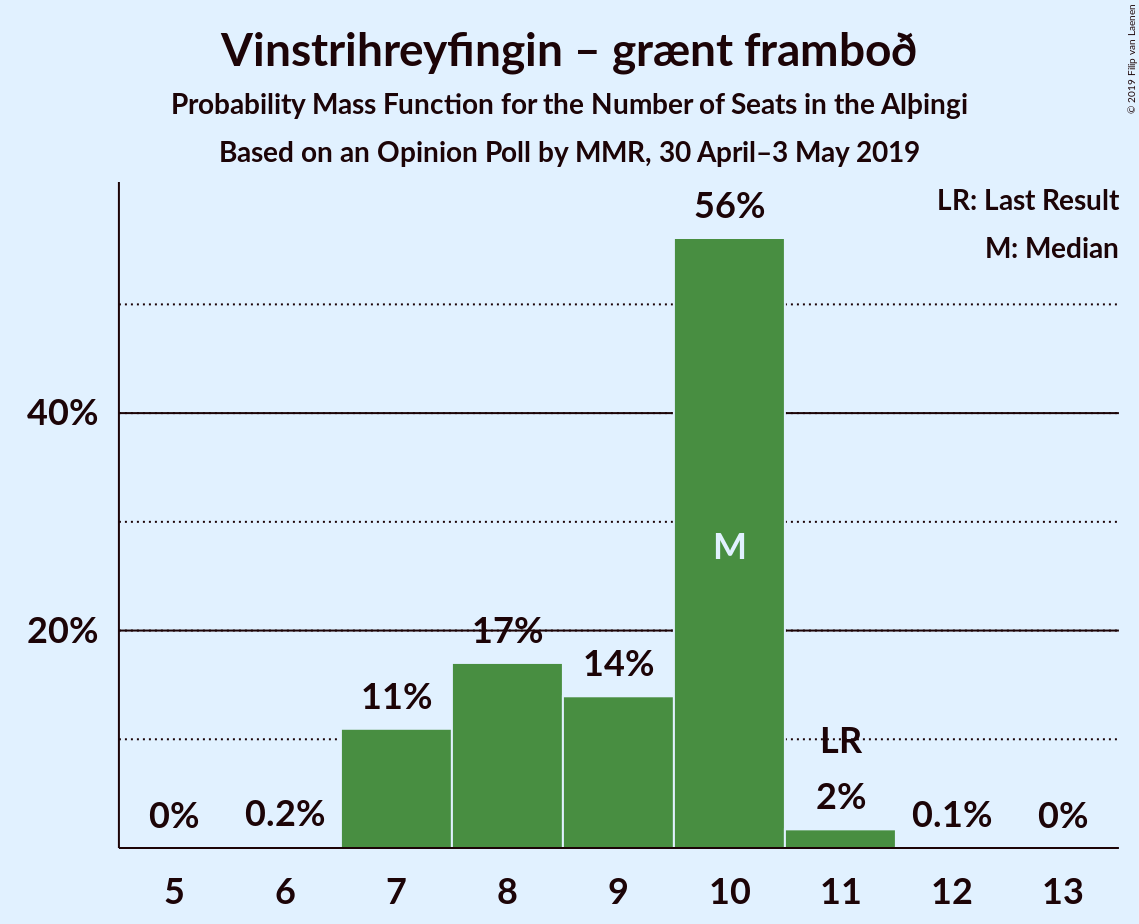 Vinstrihreyfingin – grænt framboð
Probability Mass Function for the Number of Seats in the Alþingi
Based on an Opinion Poll by MMR, 30 April–3 May 2019
© 2019 Filip van Laenen
LR: Last Result
M: Median
56%
40%
M
20%
17%
14%
11%
LR
0%
0.2%
2%
0.1%
0%
5 6 7 8 9 10 11 12 13